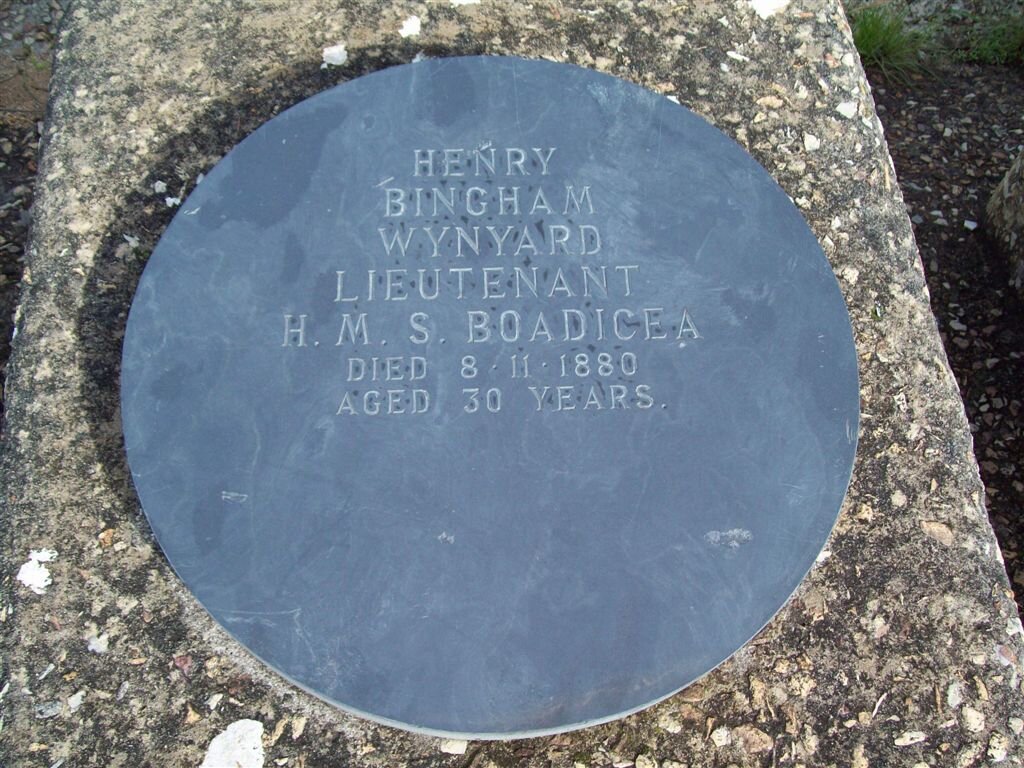 HENRY
BINGHAM
WYNYARD
LIEUTENANT
H. M. S. BOADICEA
DIED 8·11·1880
AGED 30 YEARS.